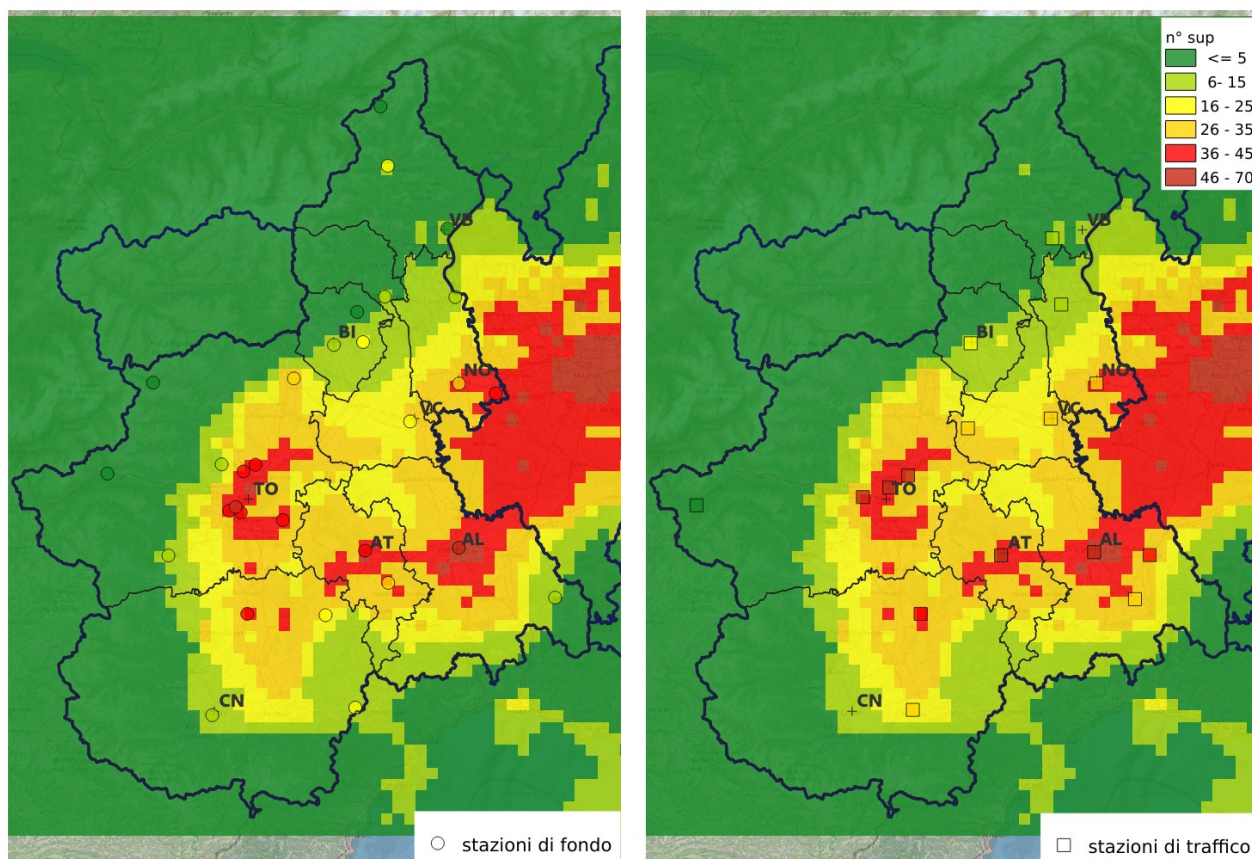 VB
BI
NO
VC
TO
AT
AL
CN
stazioni di fondo
n° sup
<= 5
6- 15
16 - 25
26 - 35
36 - 45
46 - 70
VB
BI
NO
VC
TO
AT
AL
CN
stazioni di traffico